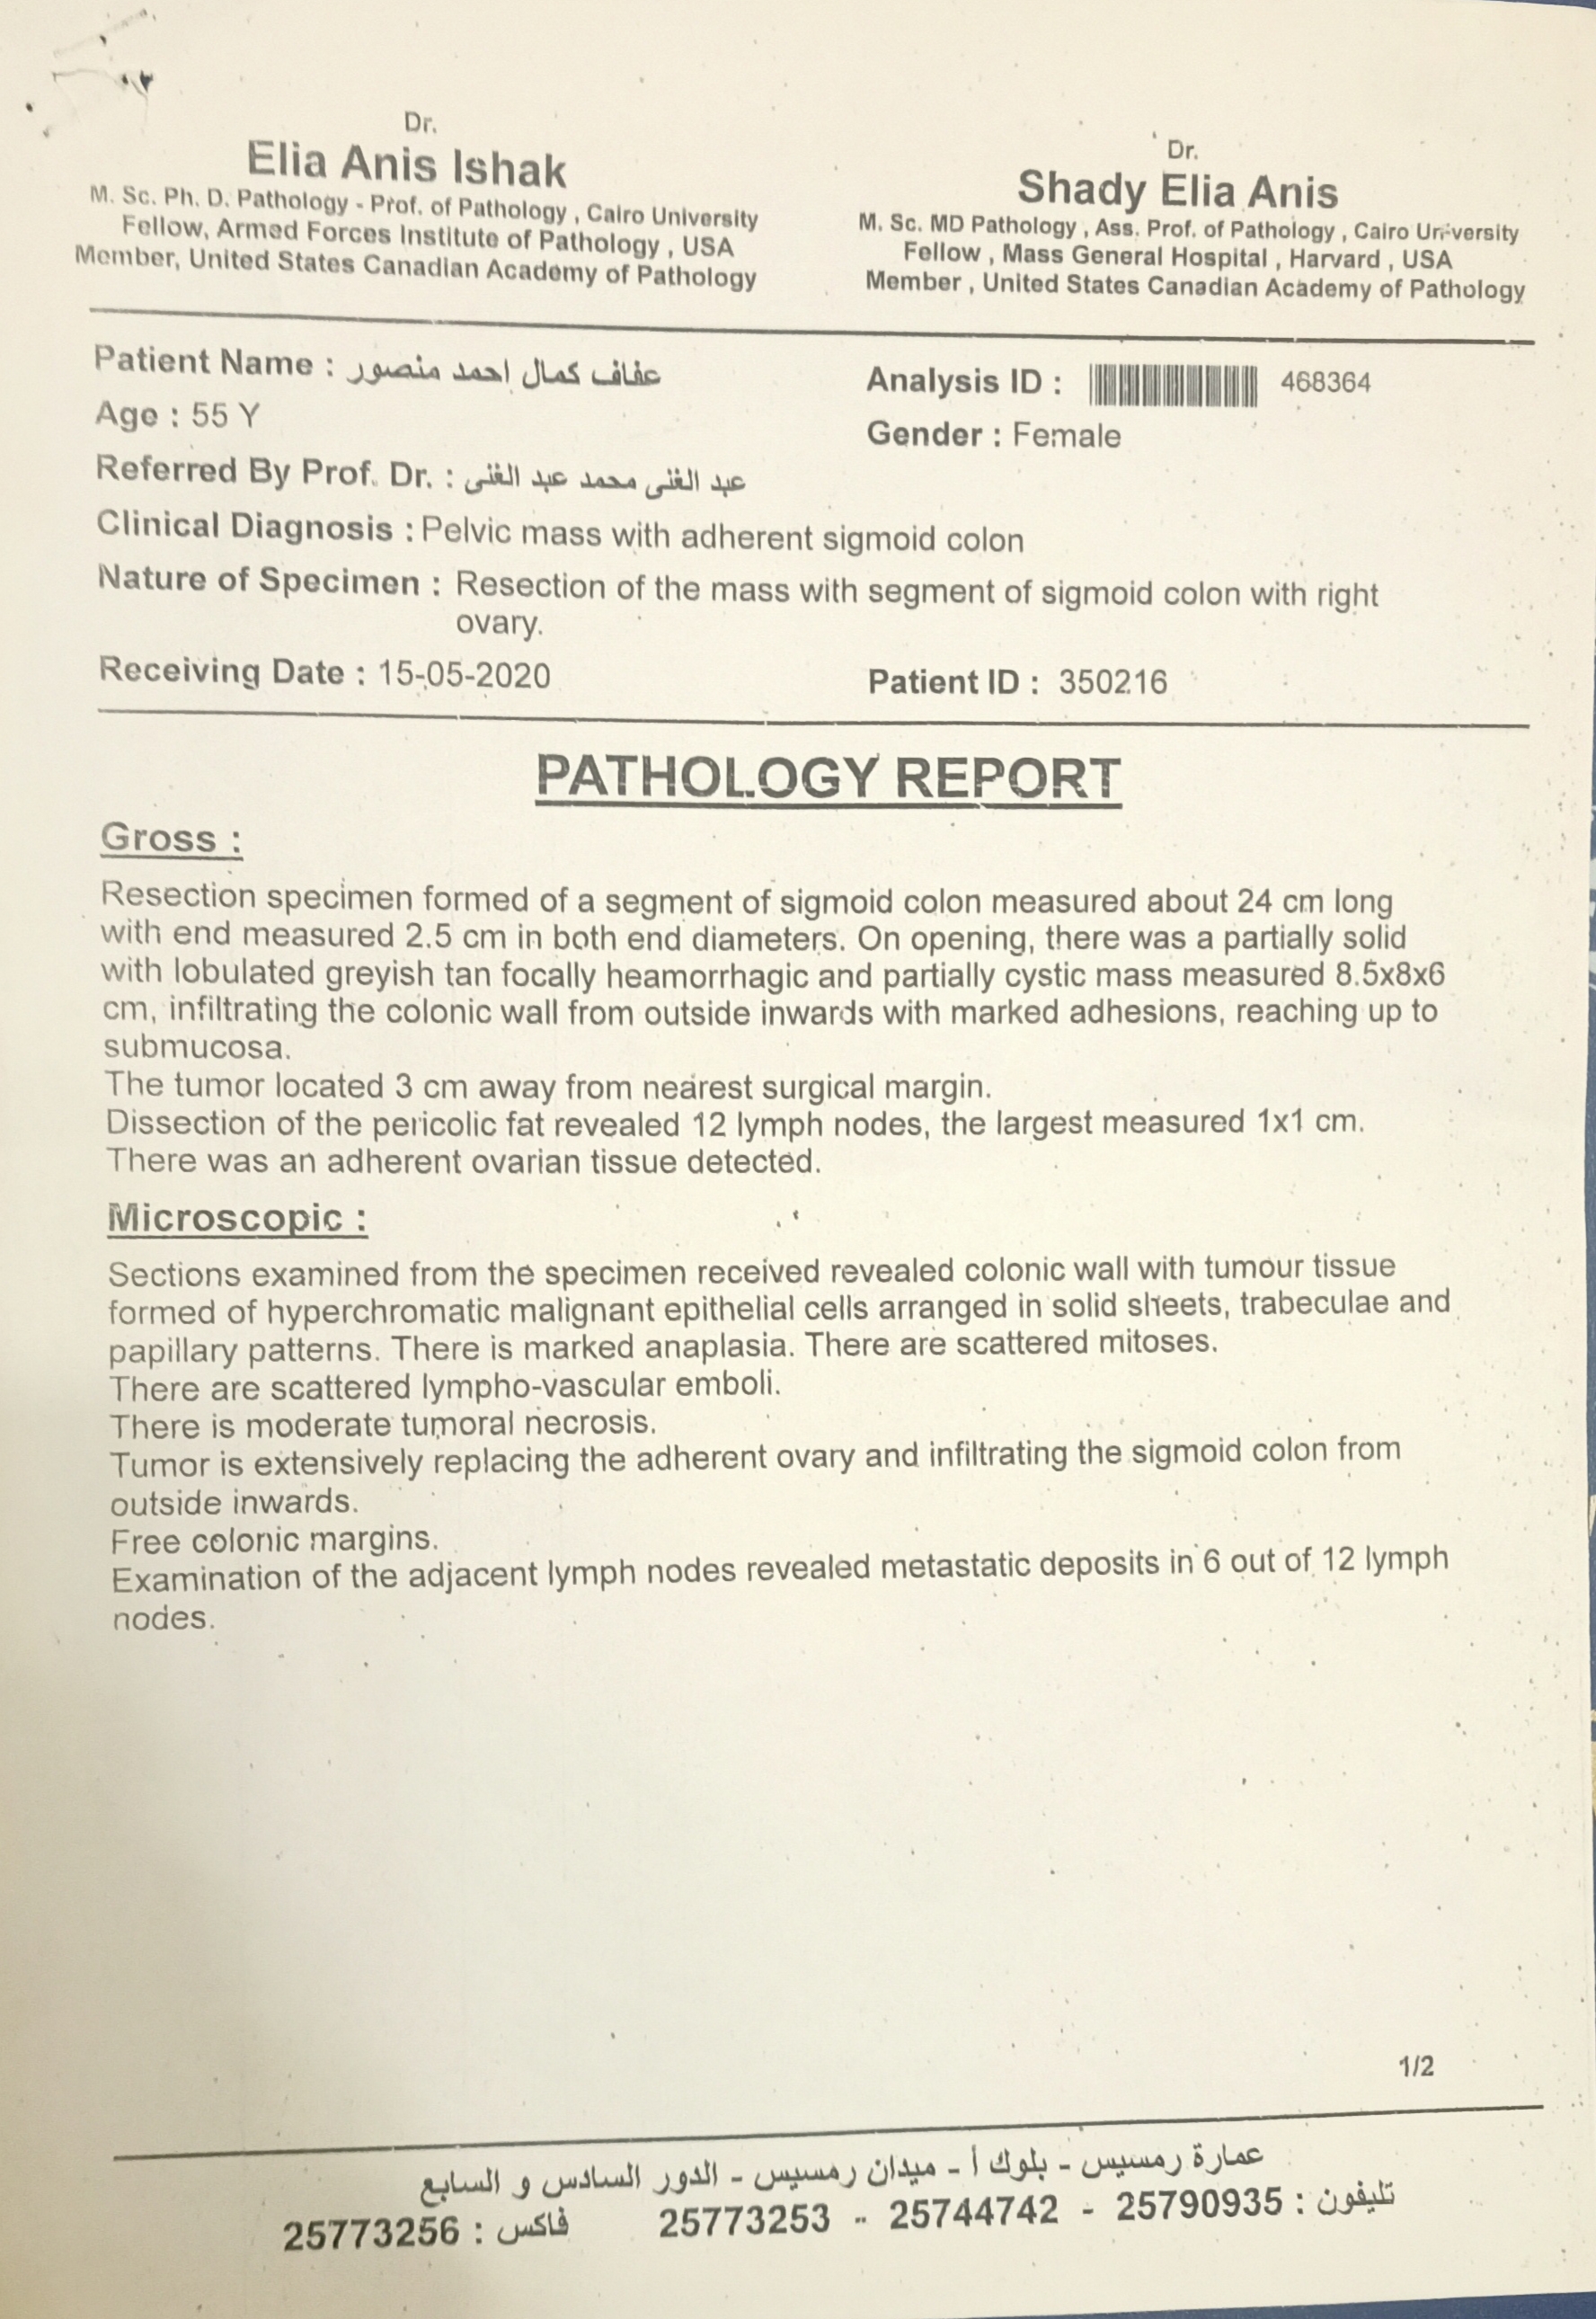 Dr.
Elia Anis Ishak
M. Sc. Ph. D. Pathology - Prof. of Pathology , Cairo University
Fellow, Armed Forces Institute of Pathology , USA
Member, United States Canadian Academy of Pathology
Dr.
Shady Elia Anis
M. Sc. MD Pathology , Ass. Prof. of Pathology , Cairo University
Fellow , Mass General Hospital , Harvard , USA
Member , United States Canadian Academy of Pathology
Patient Name : عفاف كمال احمد منصور
Analysis ID : 468364
Age : 55 Y
Gender : Female
Referred By Prof. Dr. : عبد الغنى محمد عبد الغنى
Clinical Diagnosis : Pelvic mass with adherent sigmoid colon
Nature of Specimen : Resection of the mass with segment of sigmoid colon with right
ovary.
Receiving Date : 15-05-2020
Patient ID : 350216
PATHOLOGY REPORT
Gross :
Resection specimen formed of a segment of sigmoid colon measured about 24 cm long
with end measured 2.5 cm in both end diameters. On opening, there was a partially solid
with lobulated greyish tan focally heamorrhagic and partially cystic mass measured 8.5x8x6
cm, infiltrating the colonic wall from outside inwards with marked adhesions, reaching up to
submucosa.
The tumor located 3 cm away from nearest surgical margin.
Dissection of the pericolic fat revealed 12 lymph nodes, the largest measured 1x1 cm.
There was an adherent ovarian tissue detected.
Microscopic :
Sections examined from the specimen received revealed colonic wall with tumour tissue
formed of hyperchromatic malignant epithelial cells arranged in solid sheets, trabeculae and
papillary patterns. There is marked anaplasia. There are scattered mitoses.
There are scattered lympho-vascular emboli.
There is moderate tumoral necrosis.
Tumor is extensively replacing the adherent ovary and infiltrating the sigmoid colon from
outside inwards.
Free colonic margins.
Examination of the adjacent lymph nodes revealed metastatic deposits in 6 out of 12 lymph
nodes.
1/2
عمارة رمسيس - بلوك أ - ميدان رمسيس - الدور السادس و السابع
تليفون : 25790935 - 25744742 - 25773253 فاكس : 25773256